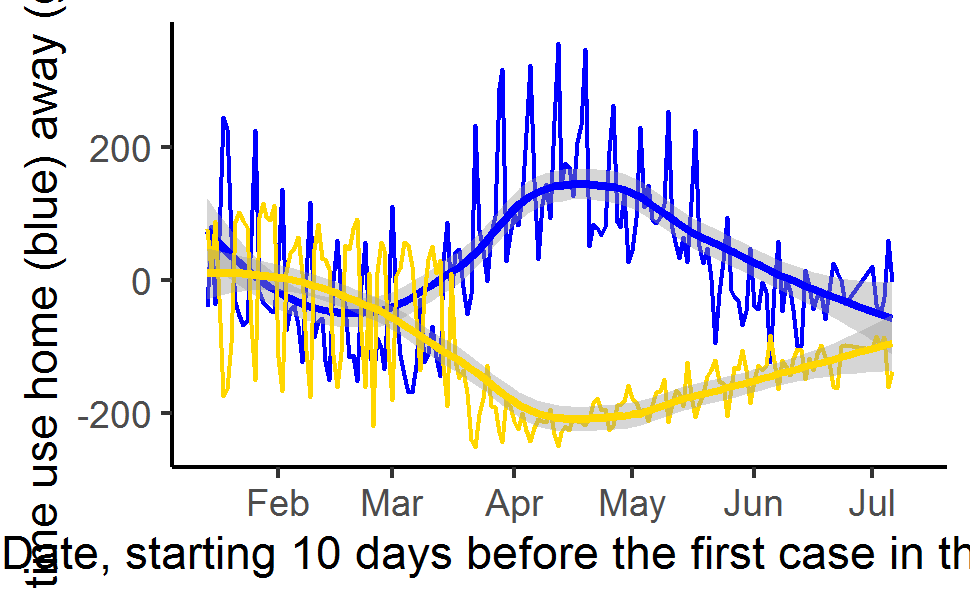 time use home (blue) away (
200
0
-200
Feb Mar Apr May Jun Jul
Date, starting 10 days before the first case in th